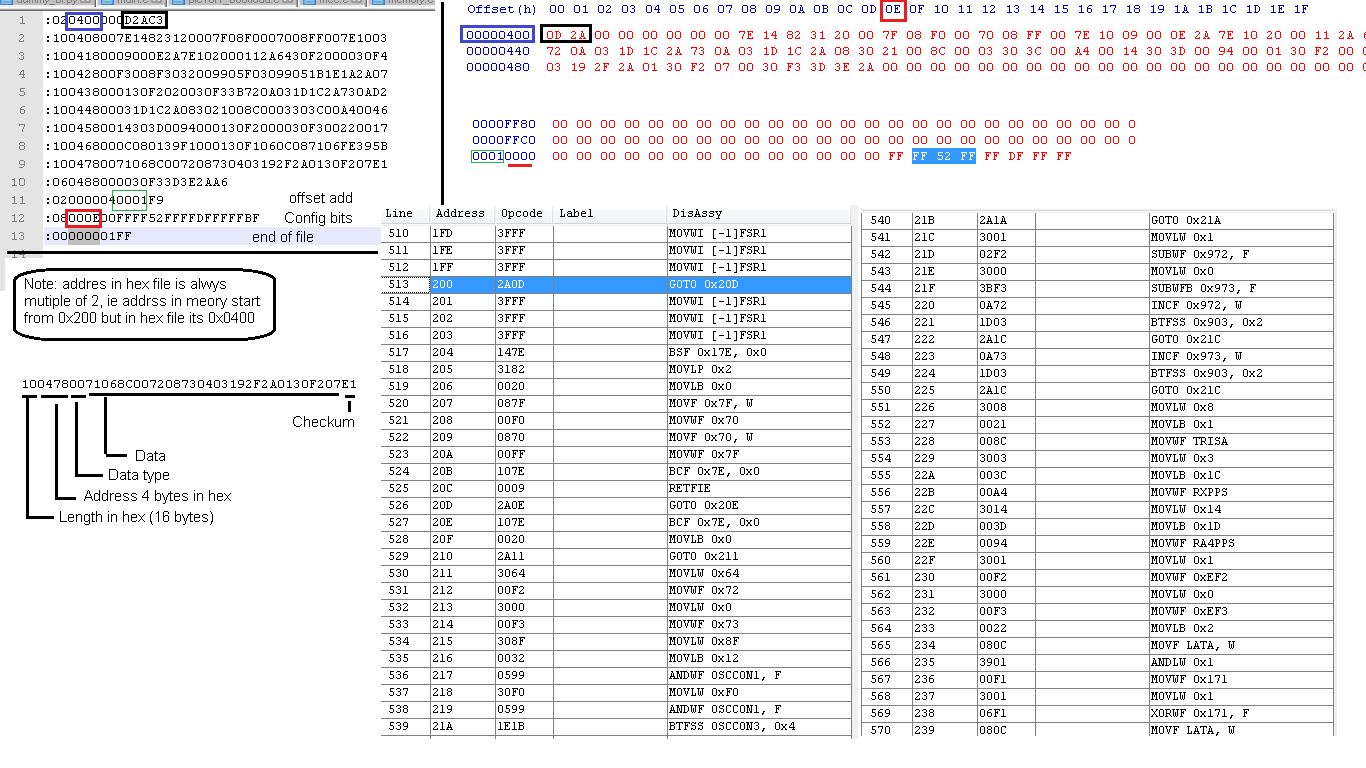 1 :020400000D2AC3
2 :100408007E14823120007F08F0007008FF007E1003
3 :1004180009000E2A7E102000112A6430F2000030F4
4 :10042800F3008F3032009905F03099051B1E1A2A07
5 :100438000130F2020030F33B720A031D1C2A730AD2
6 :10044800031D1C2A083021008C0003303C00A40046
7 :1004580014303D0094000130F2000030F300220017
8 :100468000C080139F1000130F1060C087106FE395B
9 :1004780071068C007208730403192F2A0130F207E1
10 :060488000030F33D3E2AA6
11 :020000040001F9 offset add
12 :08000E00FFFF52FFFFDFFFFFBF Config bits
13 :00000001FF end of file
14
Offset(h) 00 01 02 03 04 05 06 07 08 09 0A 0B 0C 0D 0E 0F 10 11 12 13 14 15 16 17 18 19 1A 1B 1C 1D 1E 1F
00000400 0D 2A 00 00 00 00 00 00 7E 14 82 31 20 00 7F 08 F0 00 70 08 FF 00 7E 10 09 00 0E 2A 7E 10 20 00 11 2A 6
00000440 72 0A 03 1D 1C 2A 73 0A 03 1D 1C 2A 08 30 21 00 8C 00 03 30 3C 00 A4 00 14 30 3D 00 94 00 01 30 F2 00 0
00000480 03 19 2F 2A 01 30 F2 07 00 30 F3 3D 3E 2A 00 00 00 00 00 00 00 00 00 00 00 00 00 00 00 00 00 00 00 00 0
0000FF80 00 00 00 00 00 00 00 00 00 00 00 00 00 00 00 00 00 00 00 00 00 00 00 00 0
0000FFC0 00 00 00 00 00 00 00 00 00 00 00 00 00 00 00 00 00 00 00 00 00 00 00 00 0
00010000 00 00 00 00 00 00 00 00 00 00 00 00 00 00 FF FF 52 FF FF DF FF FF
Note: addres in hex file is alwys
mutiple of 2, ie addrss in meory start
from 0x200 but in hex file its 0x0400
1004780071068C007208730403192F2A0130F207E1
Checkum
Data
Data type
Address 4 bytes in hex
Length in hex (16 bytes)
Line Address Opcode Label DisAssy
510 1FD 3FFF MOVWI [-1]FSR1
511 1FE 3FFF MOVWI [-1]FSR1
512 1FF 3FFF MOVWI [-1]FSR1
513 200 2A0D GOTO 0x20D
514 201 3FFF MOVWI [-1]FSR1
515 202 3FFF MOVWI [-1]FSR1
516 203 3FFF MOVWI [-1]FSR1
517 204 147E BSF 0x17E, 0x0
518 205 3182 MOVLP 0x2
519 206 0020 MOVLB 0x0
520 207 087F MOVF 0x7F, W
521 208 00F0 MOVWF 0x70
522 209 0870 MOVF 0x70, W
523 20A 00FF MOVWF 0x7F
524 20B 107E BCF 0x7E, 0x0
525 20C 0009 RETFIE
526 20D 2A0E GOTO 0x20E
527 20E 107E BCF 0x7E, 0x0
528 20F 0020 MOVLB 0x0
529 210 2A11 GOTO 0x211
530 211 3064 MOVLW 0x64
531 212 00F2 MOVWF 0x72
532 213 3000 MOVLW 0x0
533 214 00F3 MOVWF 0x73
534 215 308F MOVLW 0x8F
535 216 0032 MOVLB 0x12
536 217 0599 ANDWF OSCCON1, F
537 218 30F0 MOVLW 0xF0
538 219 0599 ANDWF OSCCON1, F
539 21A 1E1B BTFSS OSCCON3, 0x4
540 21B 2A1A GOTO 0x21A
541 21C 3001 MOVLW 0x1
542 21D 02F2 SUBWF 0x972, F
543 21E 3000 MOVLW 0x0
544 21F 3BF3 SUBWFB 0x973, F
545 220 0A72 INCF 0x972, W
546 221 1D03 BTFSS 0x903, 0x2
547 222 2A1C GOTO 0x21C
548 223 0A73 INCF 0x973, W
549 224 1D03 BTFSS 0x903, 0x2
550 225 2A1C GOTO 0x21C
551 226 3008 MOVLW 0x8
552 227 0021 MOVLB 0x1
553 228 008C MOVWF TRISA
554 229 3003 MOVLW 0x3
555 22A 003C MOVLB 0x1C
556 22B 00A4 MOVWF RXPPS
557 22C 3014 MOVLW 0x14
558 22D 003D MOVLB 0x1D
559 22E 0094 MOVWF RA4PPS
560 22F 3001 MOVLW 0x1
561 230 00F2 MOVWF 0xEF2
562 231 3000 MOVLW 0x0
563 232 00F3 MOVWF 0xEF3
564 233 0022 MOVLB 0x2
565 234 080C MOVF LATA, W
566 235 3901 ANDLW 0x1
567 236 00F1 MOVWF 0x171
568 237 3001 MOVLW 0x1
569 238 06F1 XORWF 0x171, F
570 239 080C MOVF LATA, W